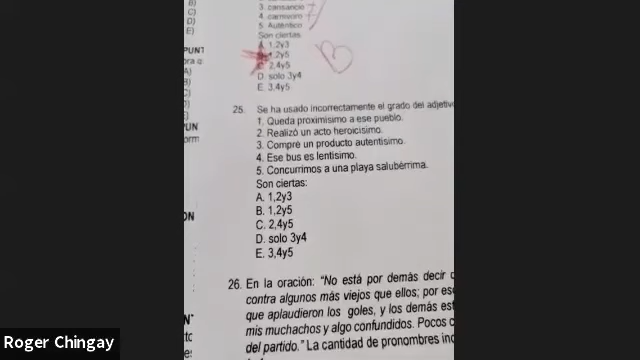 B)
C)
D)
E)
3. cansancio
4. carnívoro
5. Auténtico
Son ciertas
A. 1,2y3
B. 1,2y5
C. 2,4y5
D. solo 3y4
E. 3,4y5
PUNT
A)
B)
C)
D)
E)
25. Se ha usado incorrectamente el grado del adjetivo
1. Queda proximísimo a ese pueblo.
2. Realizó un acto heroicísimo.
3. Compré un producto autentísimo.
4. Ese bus es lentísimo.
5. Concurrimos a una playa salubérrima.
Son ciertas:
A. 1,2y3
B. 1,2y5
C. 2,4y5
D. solo 3y4
E. 3,4y5
26. En la oración: "No está por demás decir
contra algunos más viejos que ellos; por
que aplaudieron los goles, y los demás
mis muchachos y algo confundidos. Pocos
del partido." La cantidad de pronombres
Roger Chingay